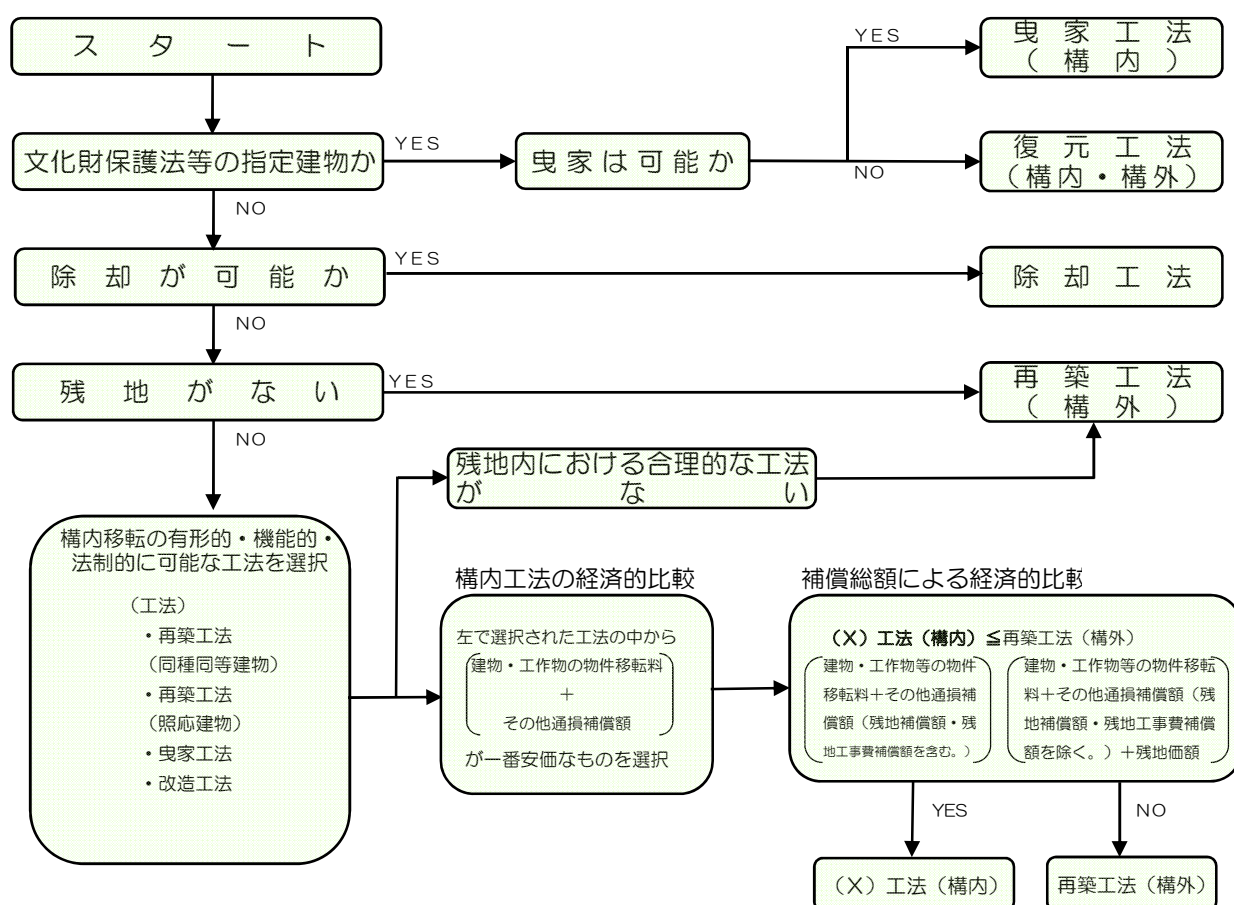 スタート
YES
曳家工法
（構内）
文化財保護法等の指定建物か
YES
曳家は可能か
NO
復元工法
（構内・構外）
NO
除却が可能か
YES
除却工法
NO
残地がない
YES
再築工法
（構外）
NO
残地内における合理的な工法
がない
構内移転の有形的・機能的・
法制的に可能な工法を選択
（工法）
・再築工法
（同種同等建物）
・再築工法
（照応建物）
・曳家工法
・改造工法
構内工法の経済的比較
左で選択された工法の中から
建物・工作物の物件移転料
＋
その他通損補償額
が一番安価なものを選択
補償総額による経済的比較
（X）工法（構内）≦再築工法（構外）
建物・工作物等の物件
移転料＋その他通損補
償額（残地補償額・残
地工事費補償額を含む。）
建物・工作物等の物件移転
料＋その他通損補償額（残
地補償額・残地工事費補償
額を除く。）＋残地価額
YES
NO
（X）工法（構内）
再築工法（構外）